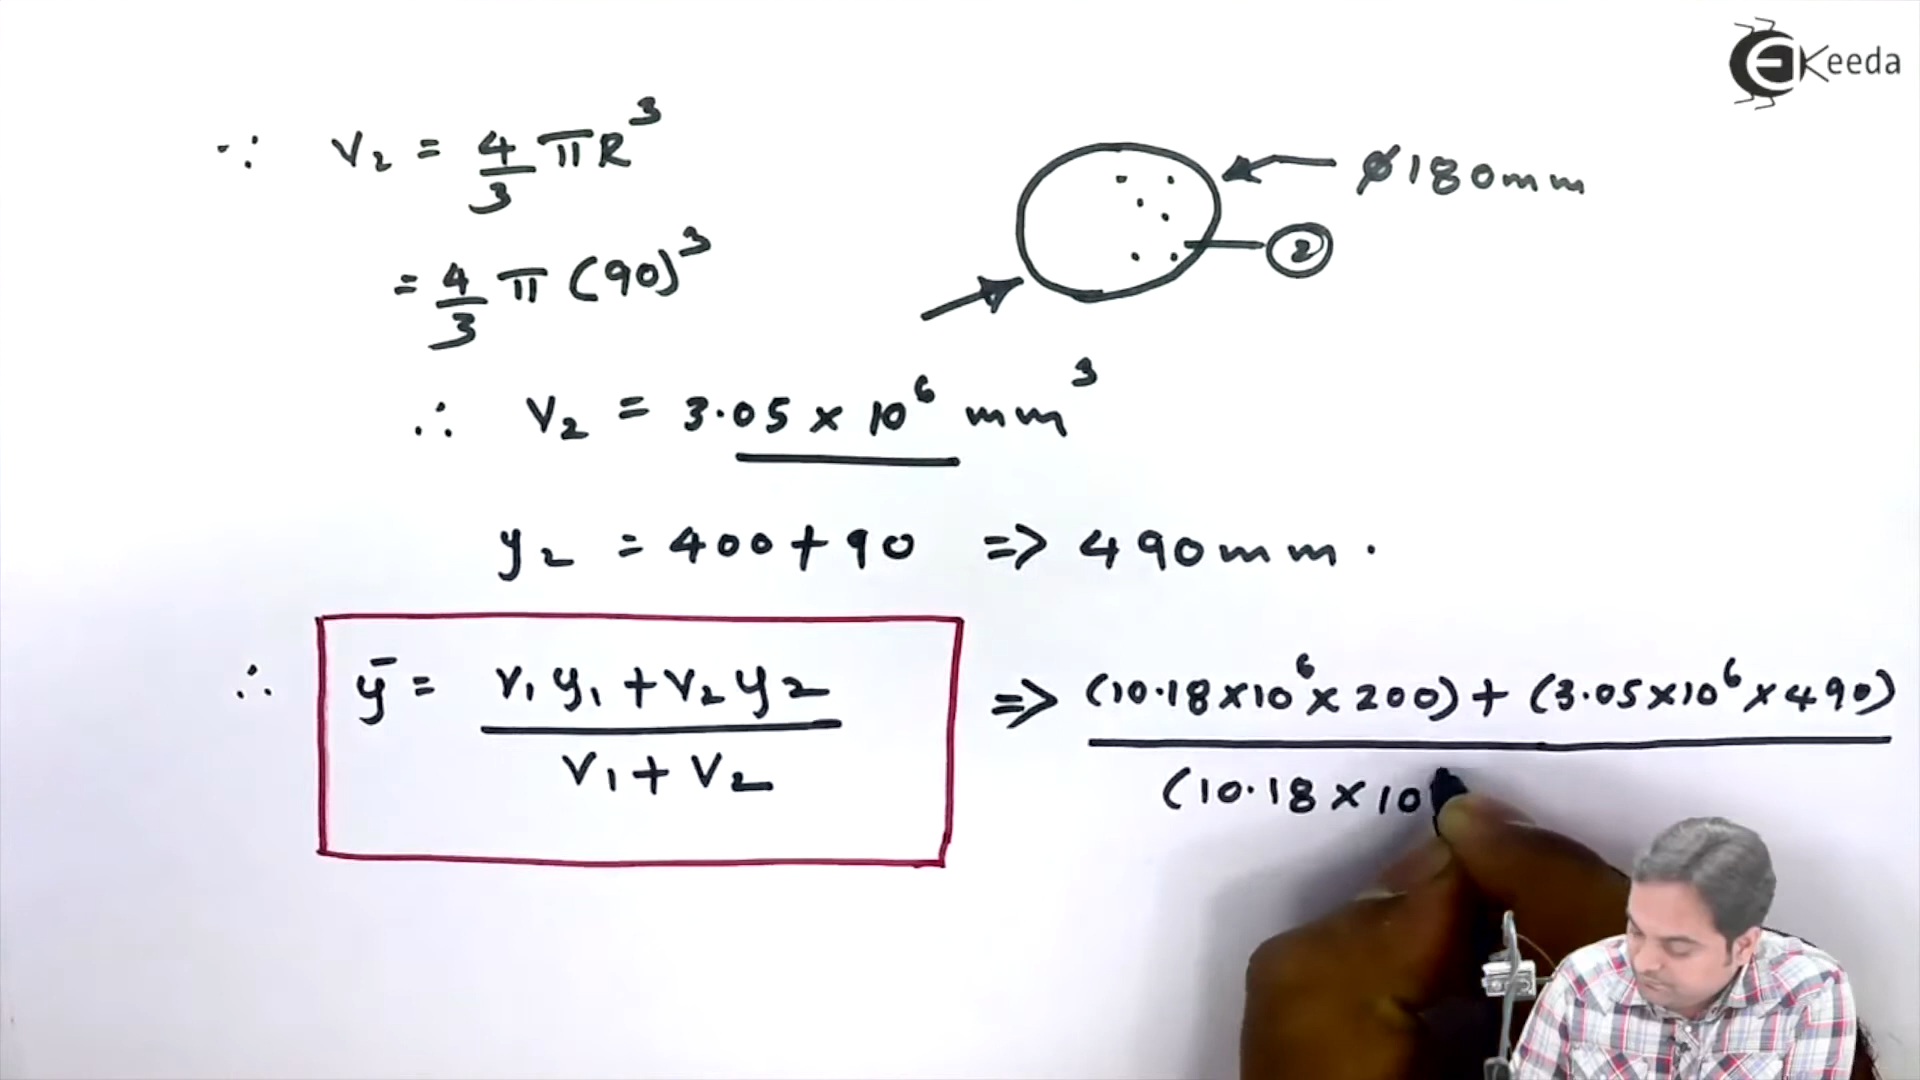 EKeeda
∵ V₂ = 4/3 πR³
= 4/3 π (90)³
∴ V₂ = 3.05 × 10⁶ mm³
ø180mm
2
y₂ = 400 + 90 => 490mm.
∴ ȳ = V₁y₁ + V₂y₂ / V₁ + V₂ => (10.18×10⁶×200) + (3.05×10⁶×490) / (10.18×10